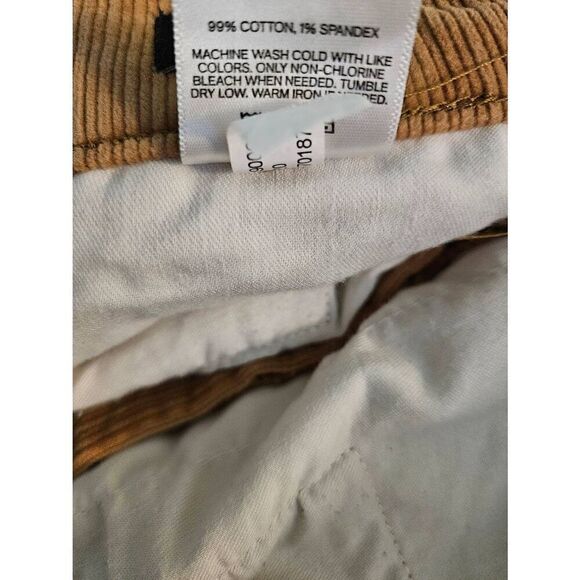 99% COTTON, 1% SPANDEX
MACHINE WASH COLD WITH LIKE
COLORS. ONLY NON-CHLORINE
BLEACH WHEN NEEDED. TUMBLE
DRY LOW. WARM IRON IF NEEDED.
70187